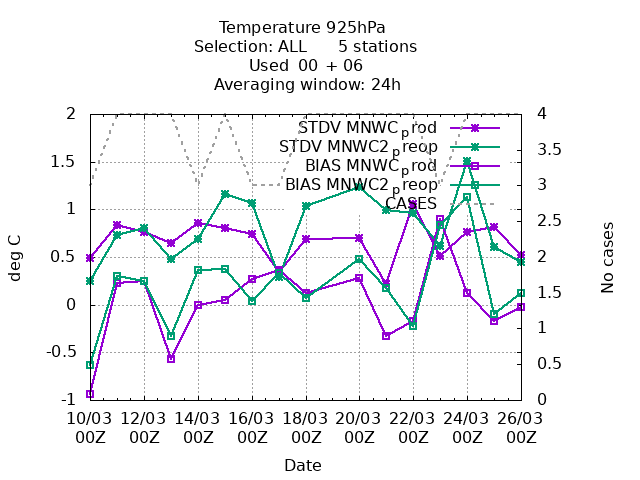 Temperature 925hPa
Selection: ALL 5 stations
Used 00 + 06
Averaging window: 24h
2
1.5
1
0.5
0
-0.5
-1
deg C
4
3.5
3
2.5
2
1.5
1
0.5
0
No cases
STDV MNWC_prod
STDV MNWC2_preop
BIAS MNWC_prod
BIAS MNWC2_preop
CASES
10/03 12/03 14/03 16/03 18/03 20/03 22/03 24/03 26/03
00Z 00Z 00Z 00Z 00Z 00Z 00Z 00Z 00Z
Date